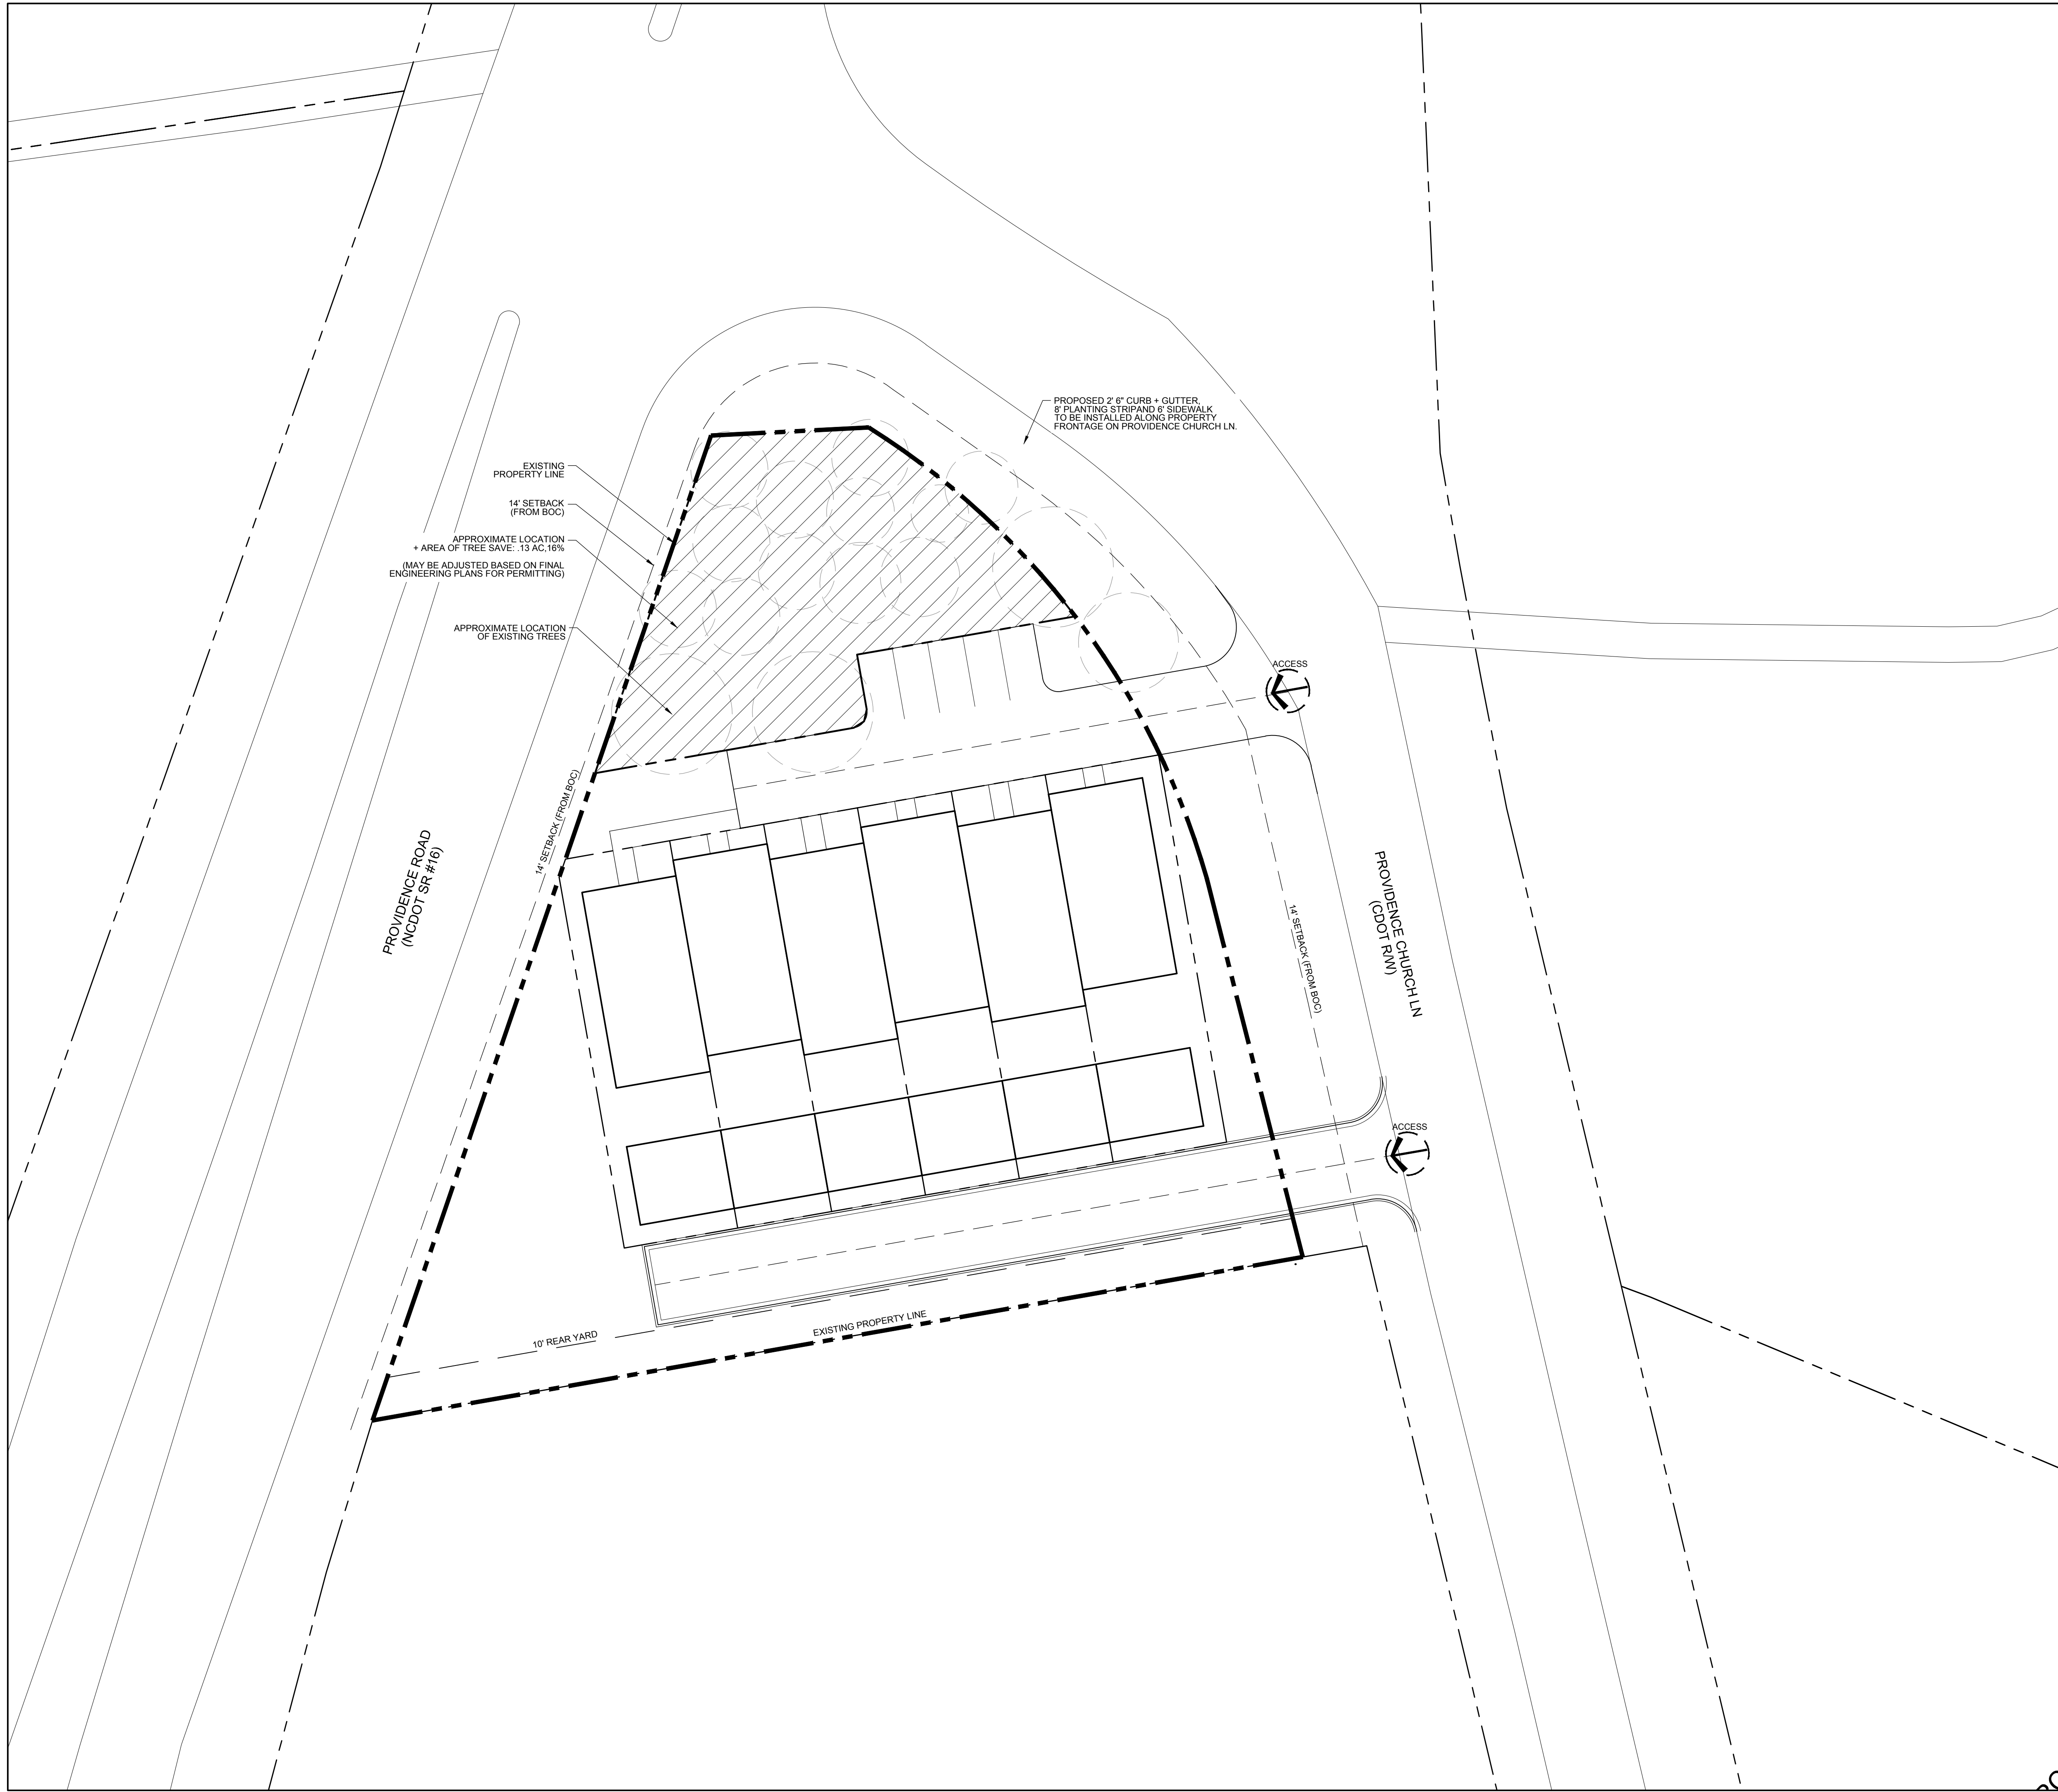 PROPOSED 2' 6" CURB + GUTTER,
8' PLANTING STRIPAND 6' SIDEWALK
TO BE INSTALLED ALONG PROPERTY
FRONTAGE ON PROVIDENCE CHURCH LN.
EXISTING
PROPERTY LINE
14' SETBACK
(FROM BOC)
APPROXIMATE LOCATION
+ AREA OF TREE SAVE: .13 AC,16%
(MAY BE ADJUSTED BASED ON FINAL
ENGINEERING PLANS FOR PERMITTING)
APPROXIMATE LOCATION
OF EXISTING TREES
ACCESS
14' SETBACK (FROM BOC)
PROVIDENCE ROAD
(NCDOT SR #16)
PROVIDENCE CHURCH LN
(CDOT R/W)
14' SETBACK (FROM BOC)
ACCESS
10' REAR YARD
EXISTING PROPERTY LINE